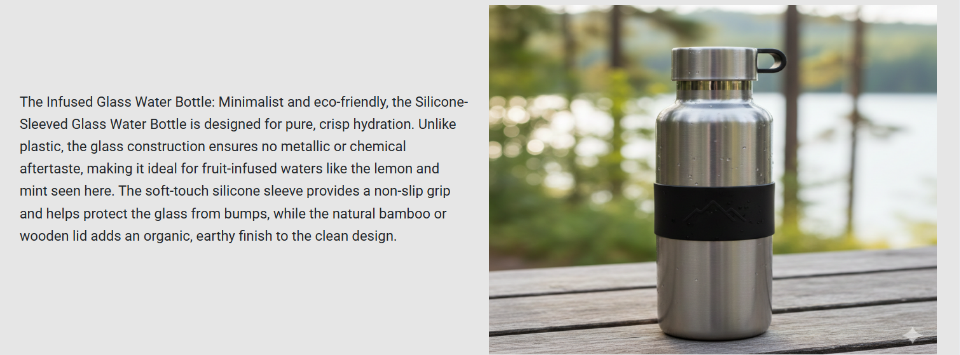 The Infused Glass Water Bottle: Minimalist and eco-friendly, the Silicone-
Sleeved Glass Water Bottle is designed for pure, crisp hydration. Unlike
plastic, the glass construction ensures no metallic or chemical
aftertaste, making it ideal for fruit-infused waters like the lemon and
mint seen here. The soft-touch silicone sleeve provides a non-slip grip
and helps protect the glass from bumps, while the natural bamboo or
wooden lid adds an organic, earthy finish to the clean design.